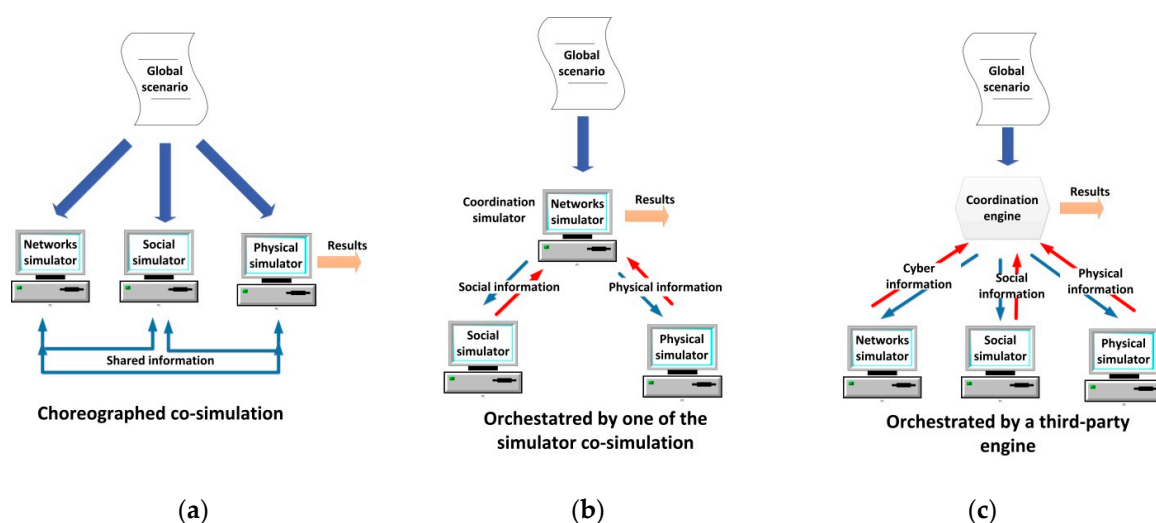 Global
scenario
Networks
simulator
Social
simulator
Physical
simulator
Results
Shared information
Choreographed co-simulation
(a)
Global
scenario
Coordination
simulator
Networks
simulator
Results
Social information
Physical information
Social
simulator
Physical
simulator
Orchestatred by one of the
simulator co-simulation
(b)
Global
scenario
Coordination
engine
Results
Cyber
information
Social
information
Physical
information
Networks
simulator
Social
simulator
Physical
simulator
Orchestrated by a third-party
engine
(c)